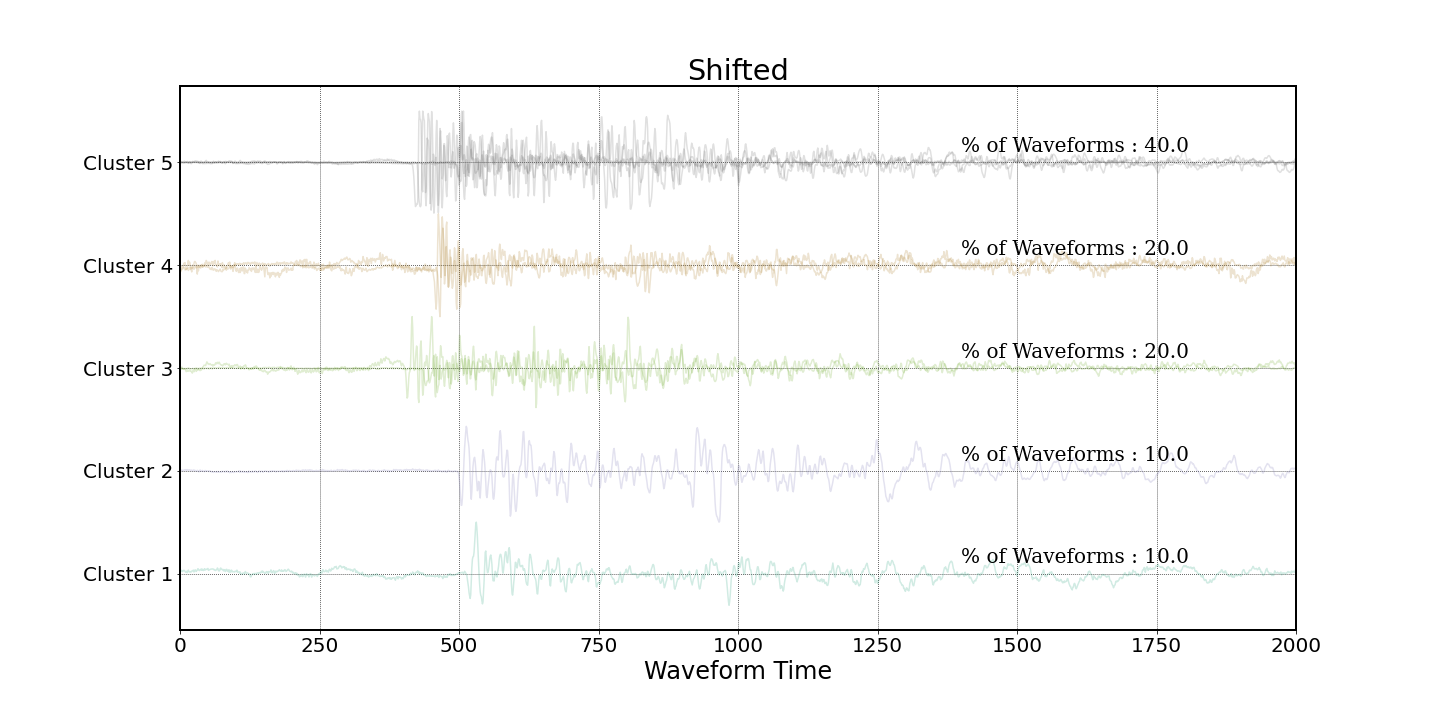 Shifted
Cluster 5
% of Waveforms : 40.0
Cluster 4
% of Waveforms : 20.0
Cluster 3
% of Waveforms : 20.0
Cluster 2
% of Waveforms : 10.0
Cluster 1
% of Waveforms : 10.0
0 250 500 750 1000 1250 1500 1750 2000
Waveform Time